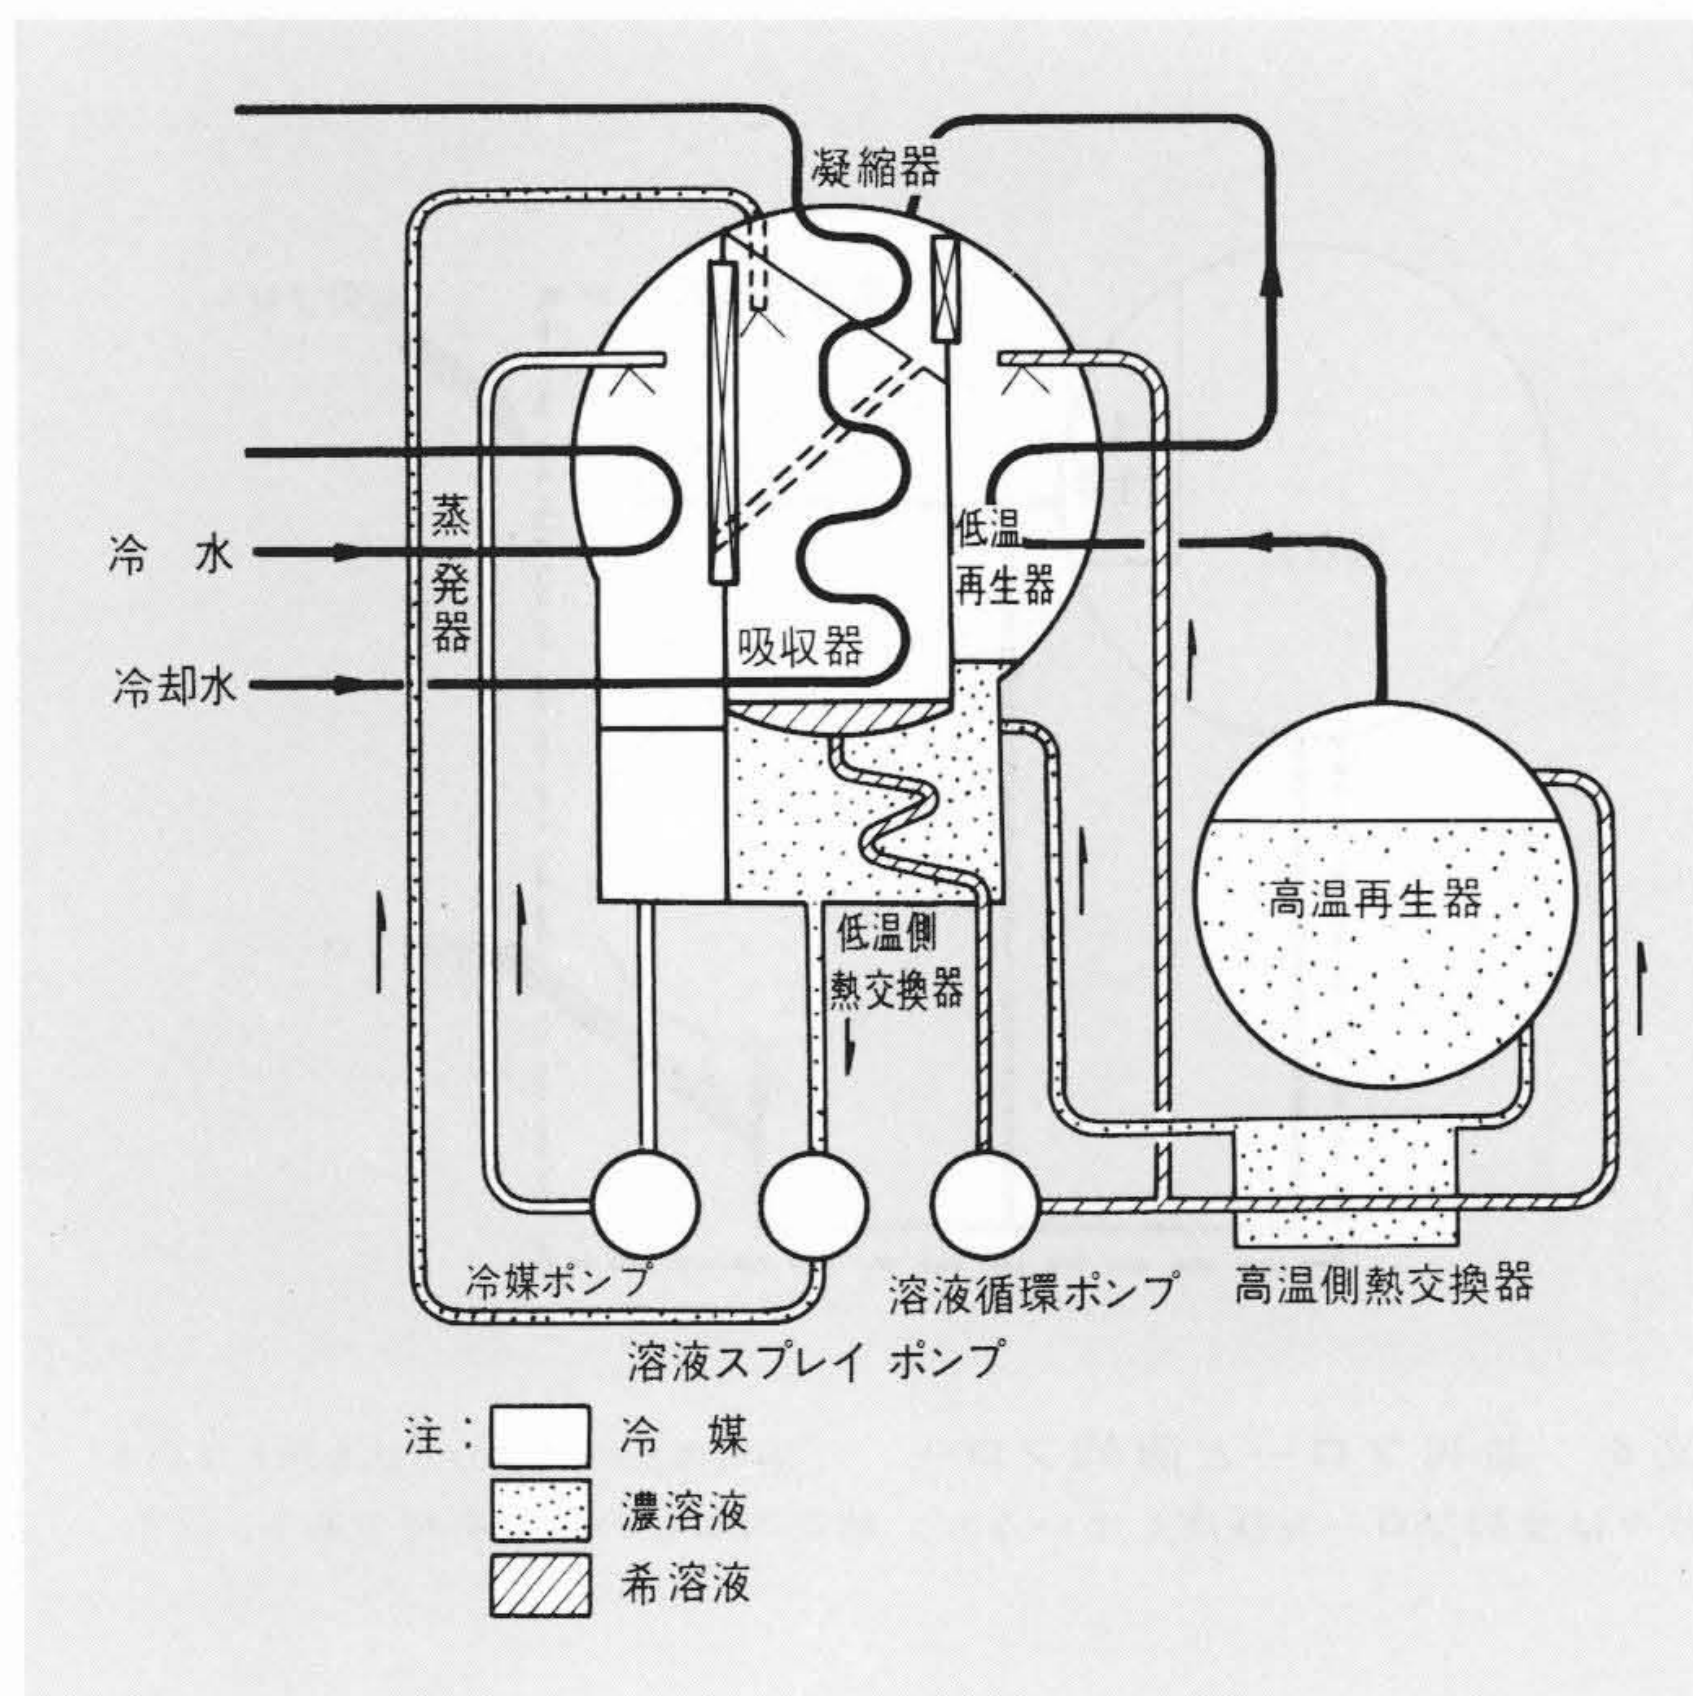 凝縮器
蒸発器
冷水
低温
再生器
吸収器
冷却水
高温再生器
低温側
熱交換器
冷媒ポンプ
溶液循環ポンプ
高温側熱交換器
溶液スプレイ ポンプ
注:
冷媒
濃溶液
希溶液